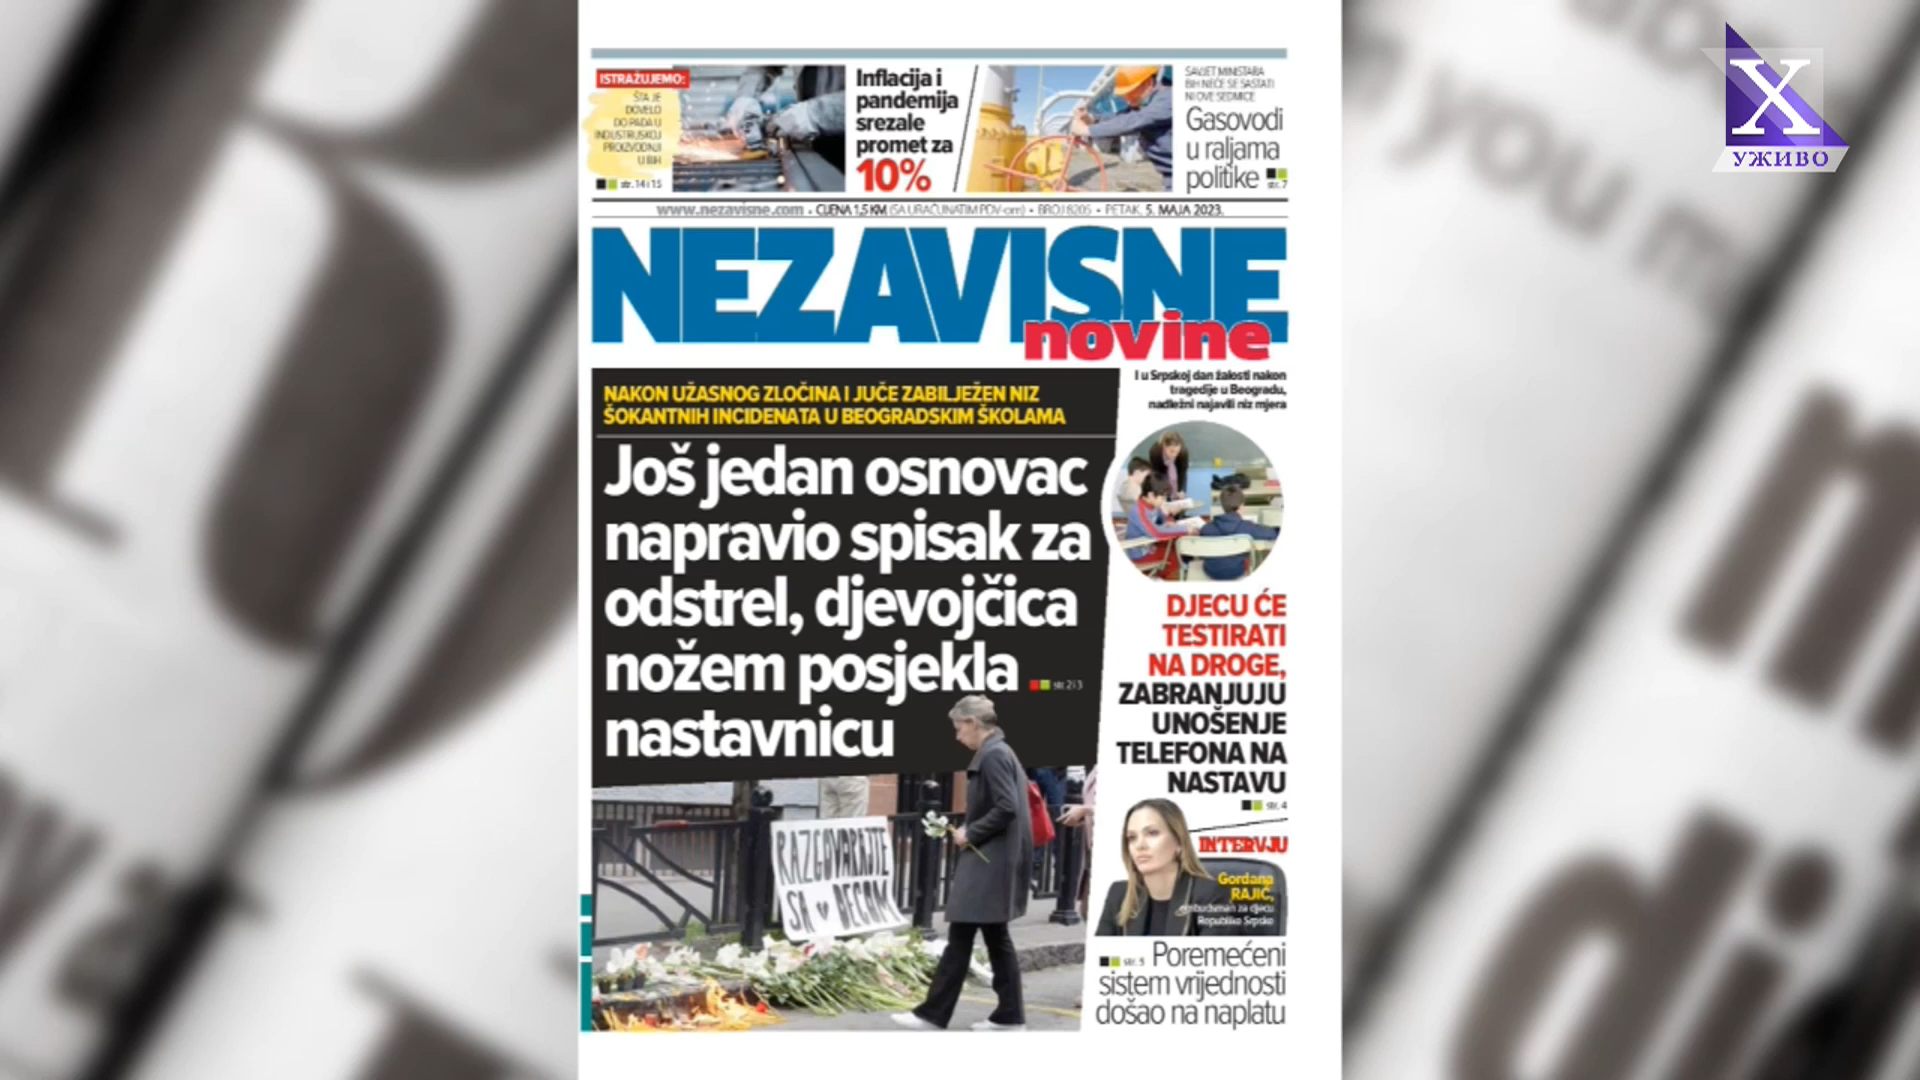 ISTRAŽUJEMO:
ŠTA JE
DOVELO
DO PADA U
INDUSTRIJSKOJ
PROIZVODNJI
U BIH
str. 14 i 15
Inflacija i
pandemija
srezale
promet za
10%
SAVJET MINISTARA
BIH NEĆE SE SASTATI
NI OVE SEDMICE
Gasovodi
u raljama
politike
str. 7
X
УЖИВО
www.nezavisne.com • CIJENA 1,5 KM (SA URAČUNATIM PDV-om) • BROJ 8205 • PETAK, 5. MAJA 2023.
NEZAVISNE
novine
NAKON UŽASNOG ZLOČINA I JUČE ZABILJEŽEN NIZ
ŠOKANTNIH INCIDENATA U BEOGRADSKIM ŠKOLAMA
Još jedan osnovac
napravio spisak za
odstrel, djevojčica
nožem posjekla
str. 2 i 3
nastavnicu
RAZGOVARAJTE
SA DECOM
I u Srpskoj dan žalosti nakon
tragedije u Beogradu,
nadležni najavili niz mjera
DJECU ĆE
TESTIRATI
NA DROGE,
ZABRANJUJU
UNOŠENJE
TELEFONA NA
NASTAVU
str. 4
INTERVJU
Gordana
RAJIĆ,
ombudsman za djecu
Republike Srpske
str. 5 Poremećeni
sistem vrijednosti
došao na naplatu
you m
di